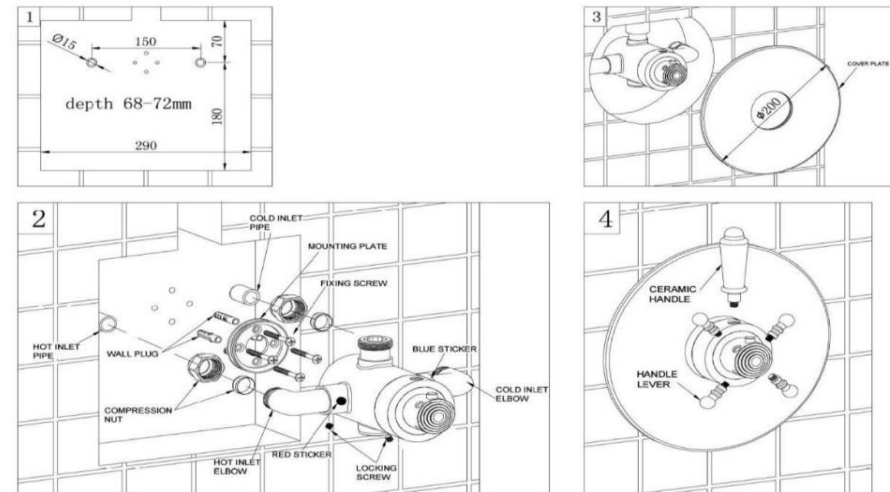 1
Ø15
150
70
depth 68-72mm
180
290
2
COLD INLET
PIPE
MOUNTING PLATE
FIXING SCREW
HOT INLET
PIPE
WALL PLUG
BLUE STICKER
COLD INLET
ELBOW
COMPRESSION
NUT
HOT INLET
ELBOW
RED STICKER
LOCKING
SCREW
3
COVER PLATE
Φ200
4
CERAMIC
HANDLE
HANDLE
LEVER